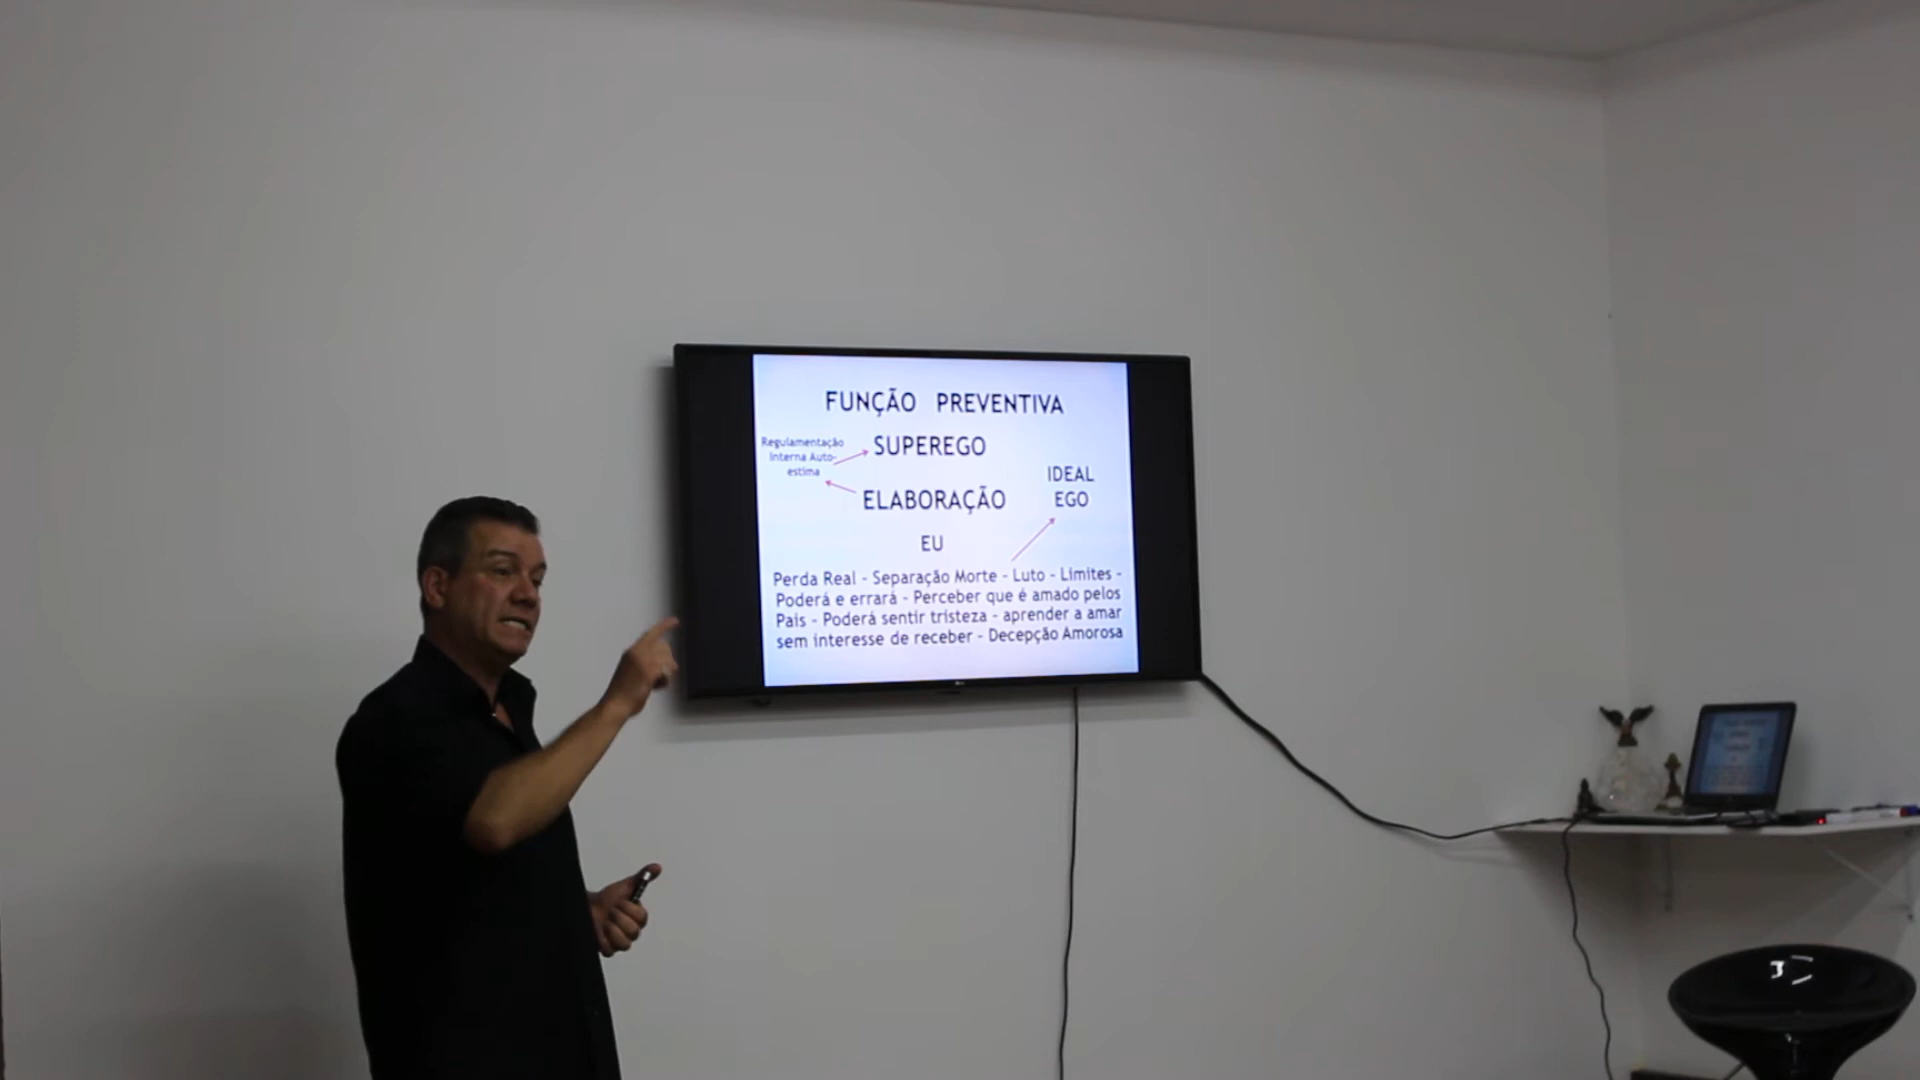 FUNÇÃO PREVENTIVA
Regulamentação
Interna Auto-
estima
SUPEREGO
IDEAL
EGO
ELABORAÇÃO
EU
Perda Real - Separação Morte - Luto - Limites -
Poderá e errará - Perceber que é amado pelos
Pais - Poderá sentir tristeza - aprender a amar
sem interesse de receber - Decepção Amorosa